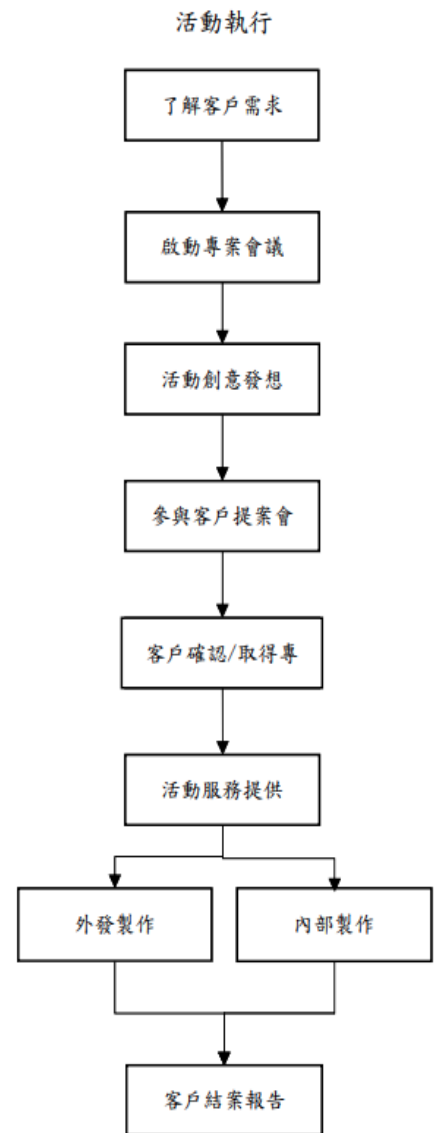 活動執行
了解客戶需求
啟動專案會議
活動創意發想
參與客戶提案會
客戶確認/取得專
活動服務提供
外發製作
內部製作
客戶結案報告